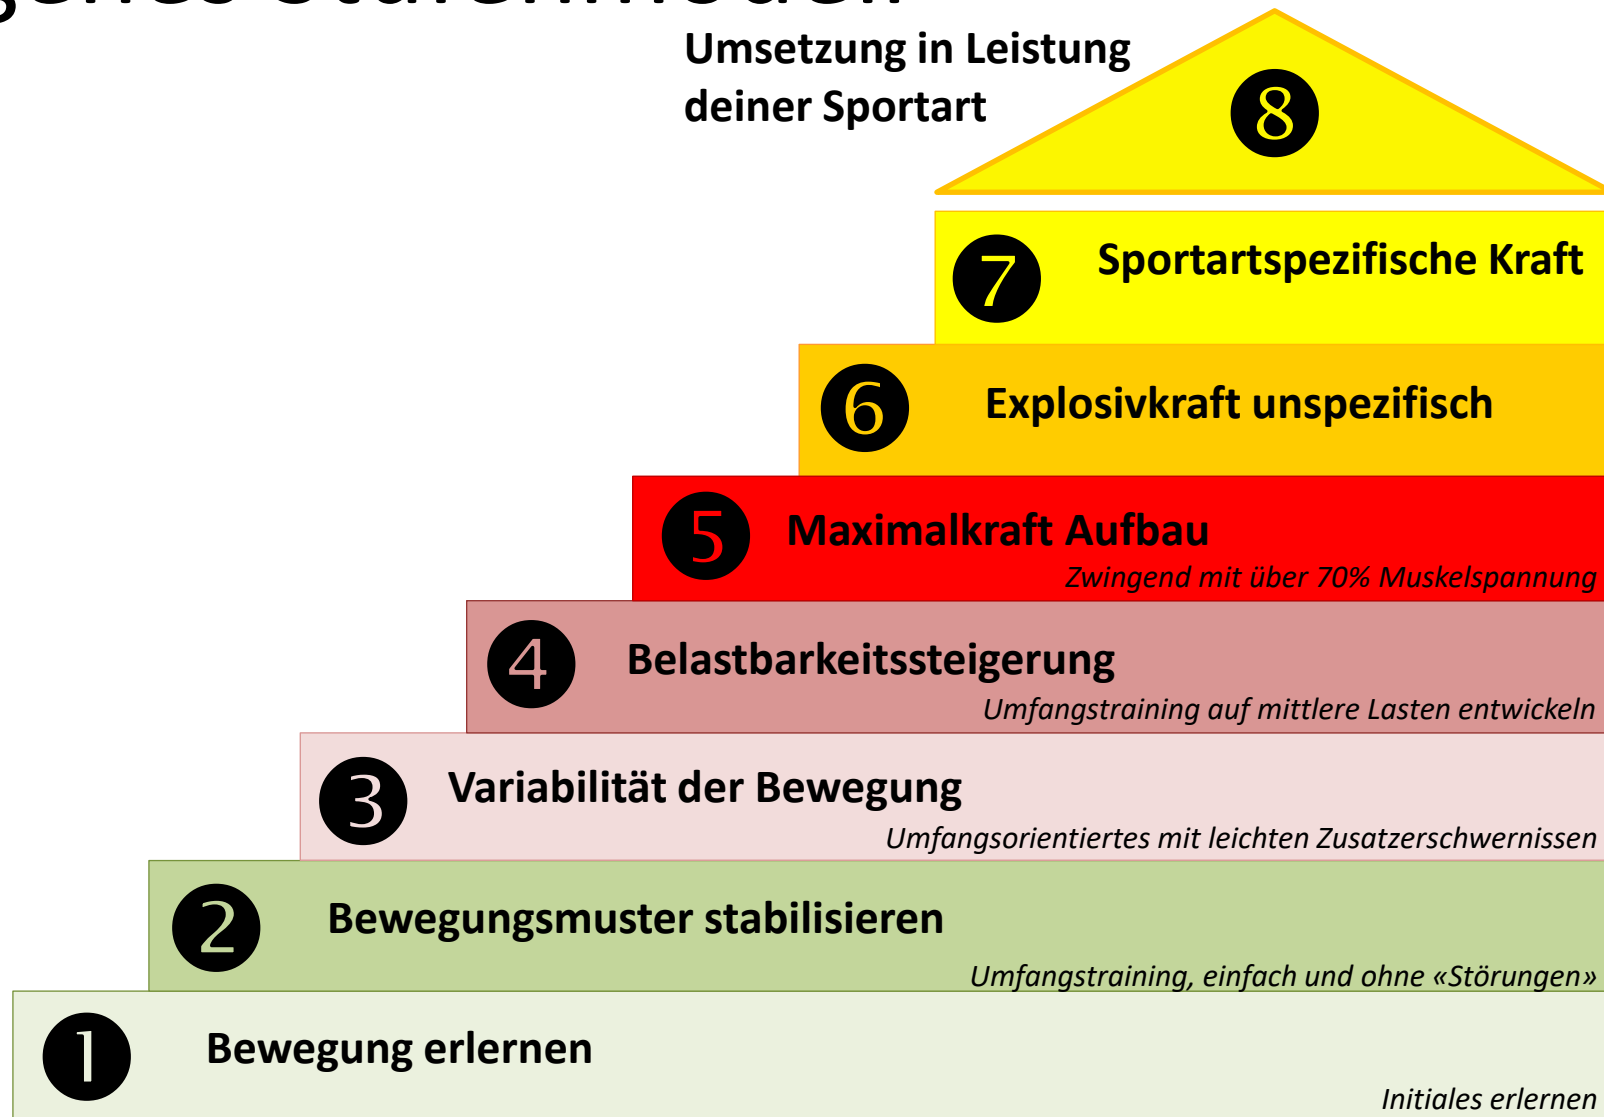 Umsetzung in Leistung
deiner Sportart
8
7
Sportartspezifische Kraft
6
Explosivkraft unspezifisch
5
Maximalkraft Aufbau
Zwingend mit über 70% Muskelspannung
4
Belastbarkeitssteigerung
Umfangstraining auf mittlere Lasten entwickeln
3
Variabilität der Bewegung
Umfangsorientiertes mit leichten Zusatzerschwernissen
2
Bewegungsmuster stabilisieren
Umfangstraining, einfach und ohne «Störungen»
1
Bewegung erlernen
Initiales erlernen